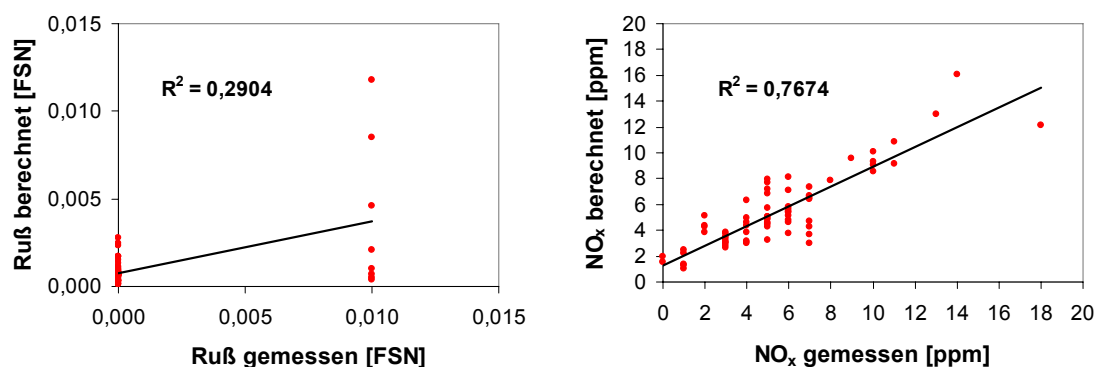 Ruß berechnet [FSN]
0,015
0,010
0,005
0,000
R² = 0,2904
0,000 0,005 0,010 0,015
Ruß gemessen [FSN]
NOₓ berechnet [ppm]
20
18
16
14
12
10
8
6
4
2
0
R² = 0,7674
0 2 4 6 8 10 12 14 16 18 20
NOₓ gemessen [ppm]